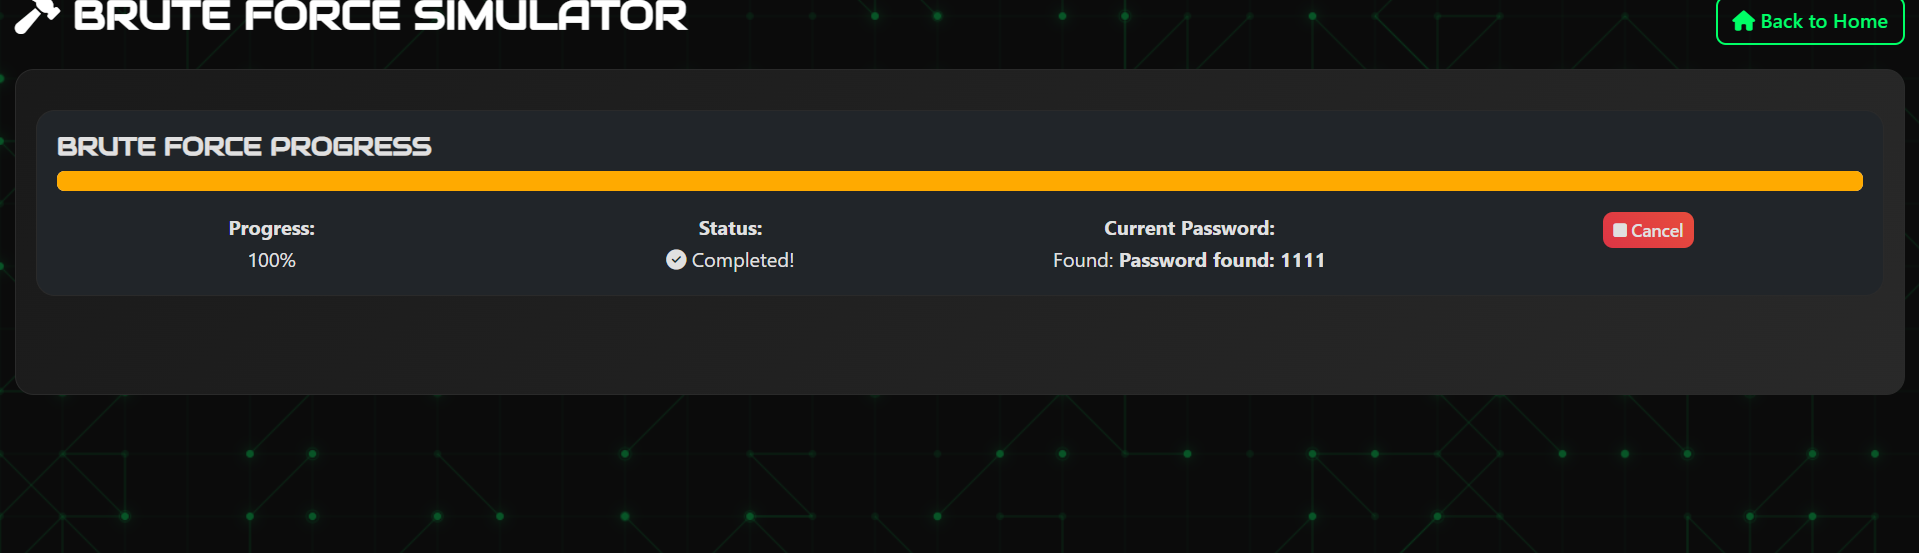 BRUTE FORCE SIMULATOR
Back to Home
BRUTE FORCE PROGRESS
Progress:
100%
Status:
Completed!
Current Password:
Found: Password found: 1111
Cancel